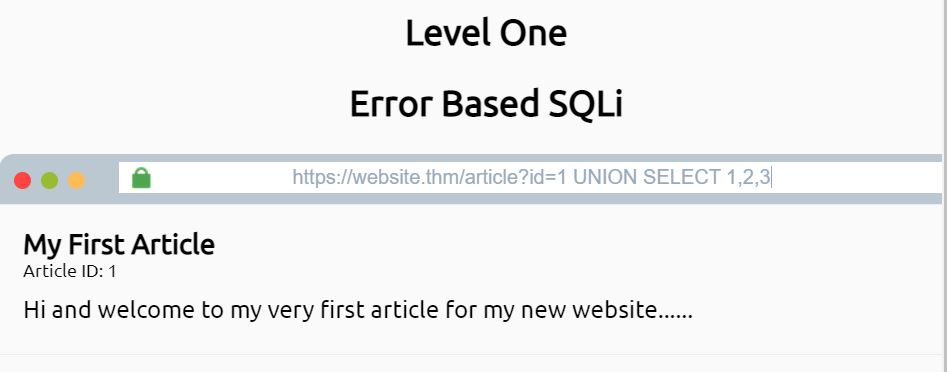 Level One
Error Based SQLi
https://website.thm/article?id=1 UNION SELECT 1,2,3
My First Article
Article ID: 1
Hi and welcome to my very first article for my new website......